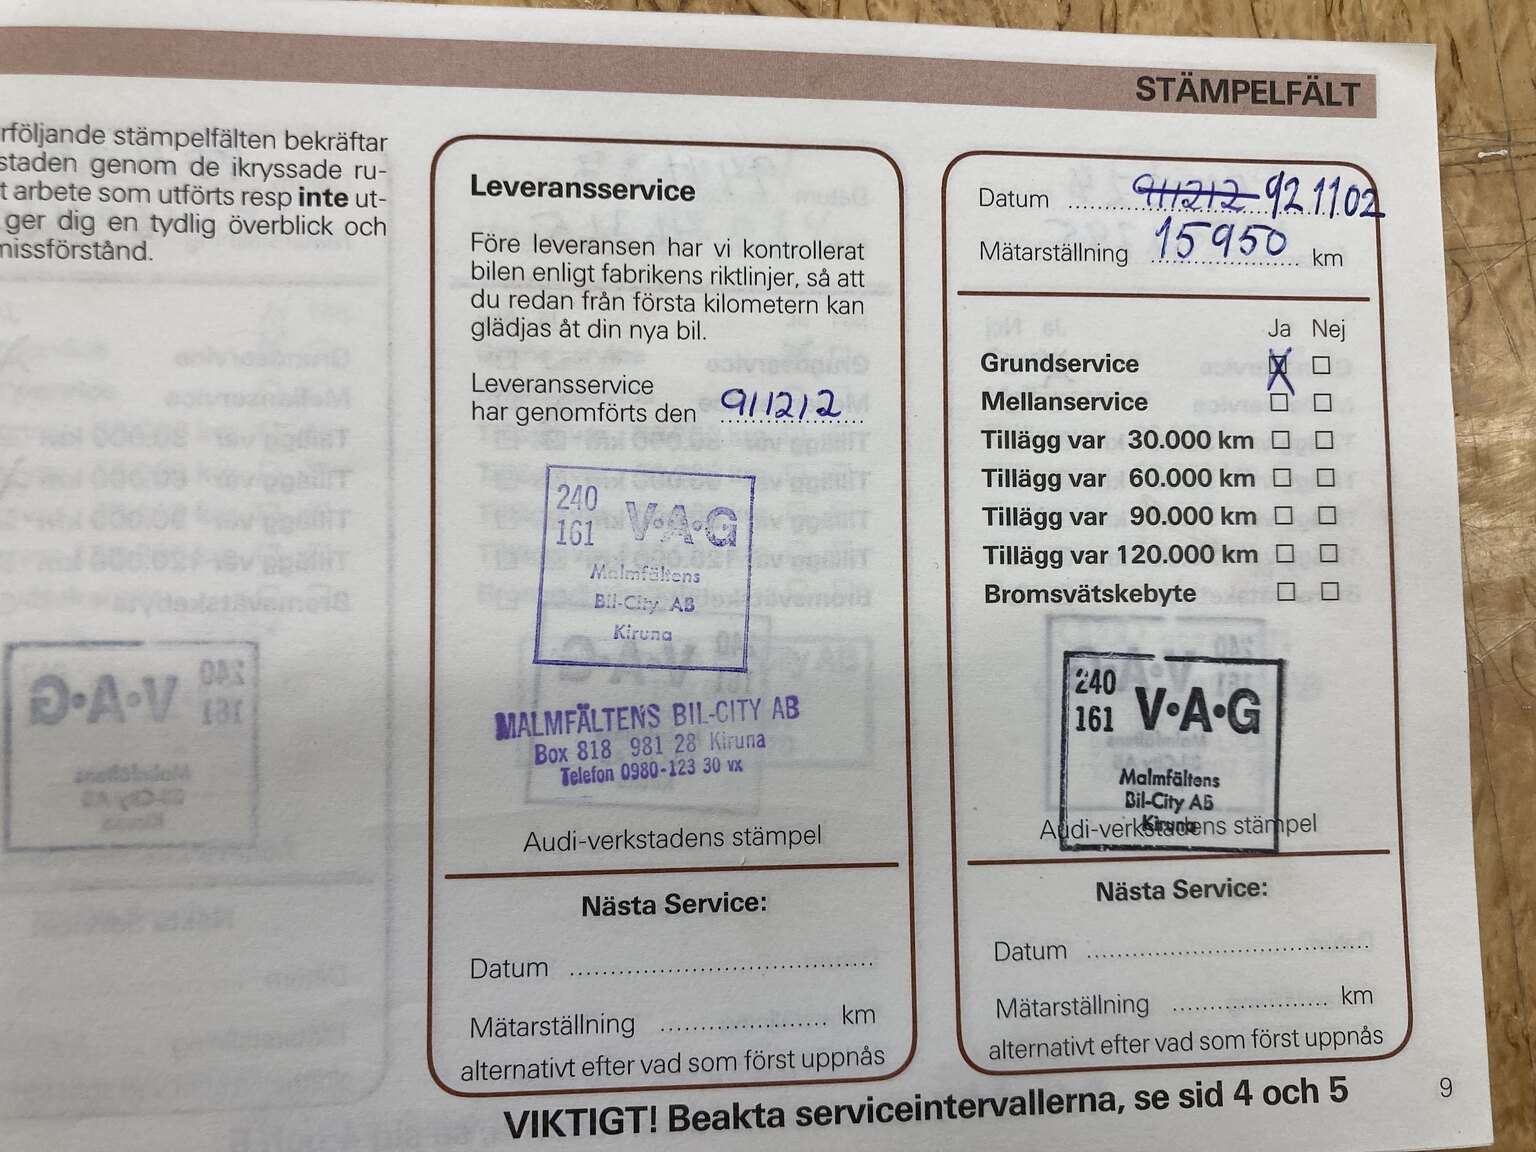 STÄMPELFÄLT
rföljande stämpelfälten bekräftar
staden genom de ikryssade ru-
t arbete som utförts resp inte ut-
ger dig en tydlig överblick och
missförstånd.
Leveransservice
Före leveransen har vi kontrollerat
bilen enligt fabrikens riktlinjer, så att
du redan från första kilometern kan
glädjas åt din nya bil.
Leveransservice
har genomförts den 911212
240
161 V·A·G
Malmfältens
Bil-City AB
Kiruna
MALMFÄLTENS BIL-CITY AB
Box 818 981 28 Kiruna
Telefon 0980-123 30 vx
Audi-verkstadens stämpel
Nästa Service:
Datum
Mätarställning km
alternativt efter vad som först uppnås
Datum 911212 921102
Mätarställning 15950 km
Ja Nej
Grundservice X
Mellanservice
Tillägg var 30.000 km
Tillägg var 60.000 km
Tillägg var 90.000 km
Tillägg var 120.000 km
Bromsvätskebyte
240
161 V·A·G
Malmfältens
Bil-City AB
Kiruna
Audi-verkstadens stämpel
Nästa Service:
Datum
Mätarställning km
alternativt efter vad som först uppnås
VIKTIGT! Beakta serviceintervallerna, se sid 4 och 5
9